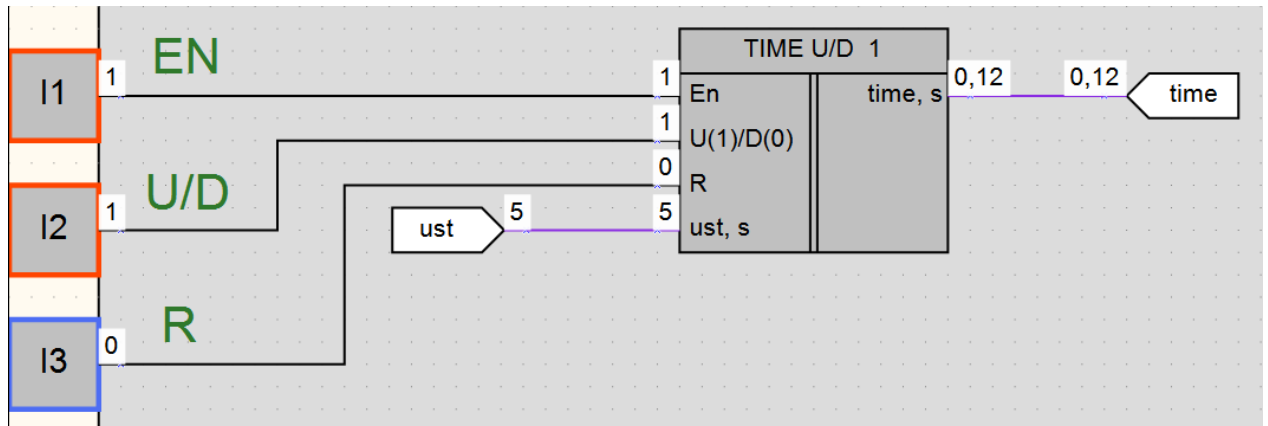 EN
TIME U/D 1
I1
1
1
En
time, s
0,12
0,12
time
1
U(1)/D(0)
U/D
0
R
I2
1
ust
5
5
ust, s
R
I3
0